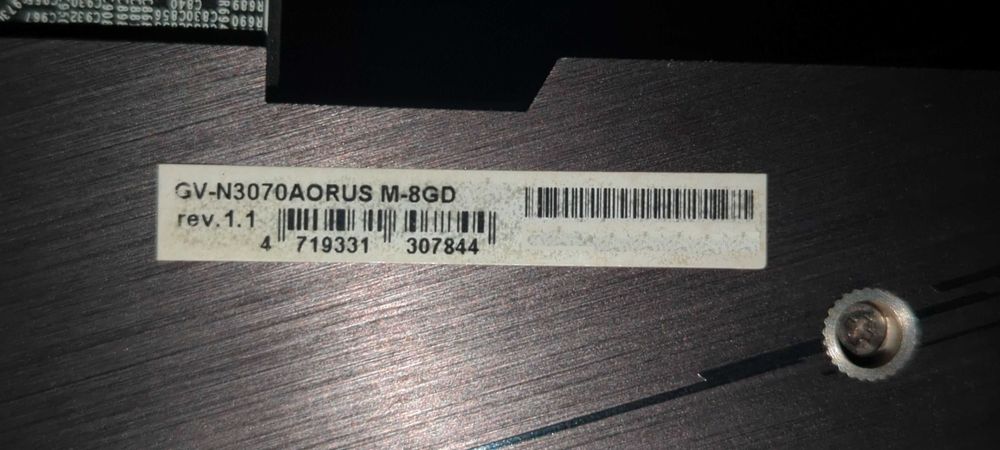 GV-N3070AORUS M-8GD
rev.1.1
4 719331 307844